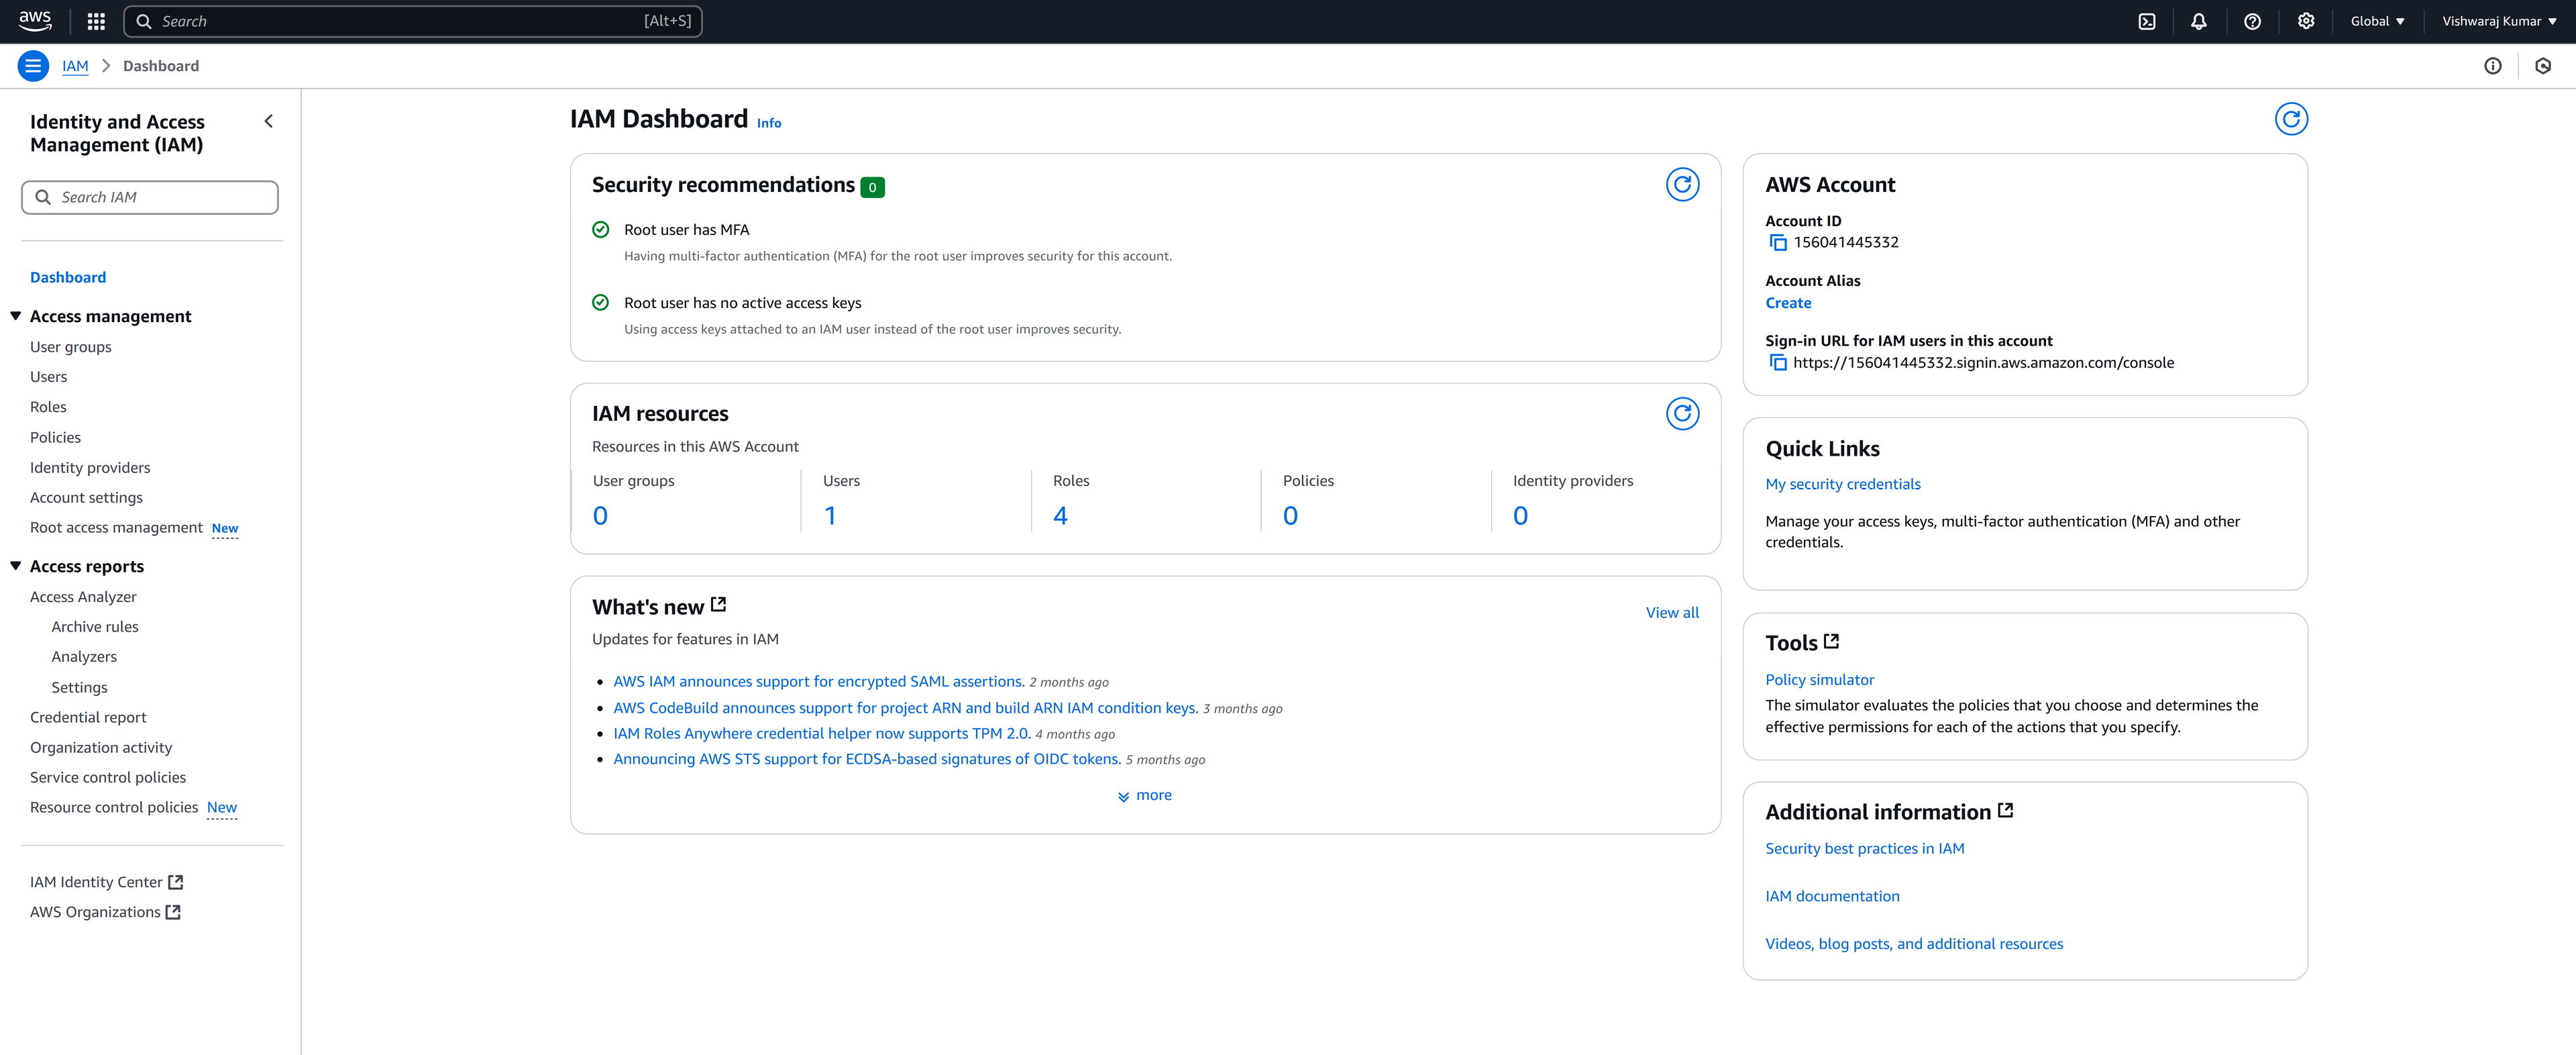 aws
Search [Alt+S]
Global
Vishwaraj Kumar
IAM
Dashboard
Identity and Access
Management (IAM)
Search IAM
Dashboard
Access management
User groups
Users
Roles
Policies
Identity providers
Account settings
Root access management New
Access reports
Access Analyzer
Archive rules
Analyzers
Settings
Credential report
Organization activity
Service control policies
Resource control policies New
IAM Identity Center
AWS Organizations
IAM Dashboard Info
Security recommendations 0
Root user has MFA
Having multi-factor authentication (MFA) for the root user improves security for this account.
Root user has no active access keys
Using access keys attached to an IAM user instead of the root user improves security.
IAM resources
Resources in this AWS Account
User groups
0
Users
1
Roles
4
Policies
0
Identity providers
0
What's new
View all
Updates for features in IAM
AWS IAM announces support for encrypted SAML assertions. 2 months ago
AWS CodeBuild announces support for project ARN and build ARN IAM condition keys. 3 months ago
IAM Roles Anywhere credential helper now supports TPM 2.0. 4 months ago
Announcing AWS STS support for ECDSA-based signatures of OIDC tokens. 5 months ago
more
AWS Account
Account ID
156041445332
Account Alias
Create
Sign-in URL for IAM users in this account
https://156041445332.signin.aws.amazon.com/console
Quick Links
My security credentials
Manage your access keys, multi-factor authentication (MFA) and other
credentials.
Tools
Policy simulator
The simulator evaluates the policies that you choose and determines the
effective permissions for each of the actions that you specify.
Additional information
Security best practices in IAM
IAM documentation
Videos, blog posts, and additional resources